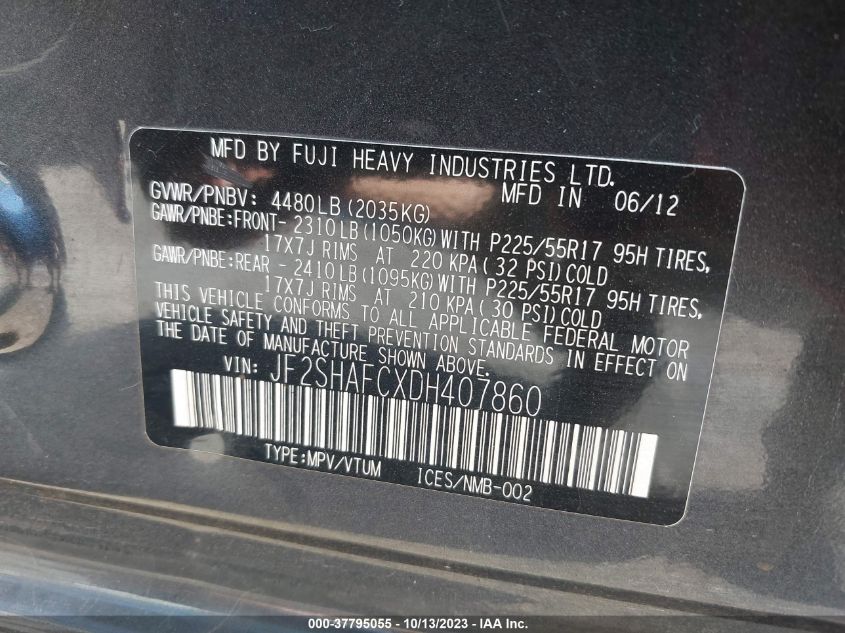 MFD BY FUJI HEAVY INDUSTRIES LTD.
MFD IN 06/12
GVWR/PNBV: 4480LB(2035KG)
GAWR/PNBE:FRONT- 2310LB(1050KG)WITH P225/55R17 95H TIRES,
17X7J RIMS AT 220 KPA( 32 PSI)COLD
GAWR/PNBE:REAR - 2410LB(1095KG)WITH P225/55R17 95H TIRES,
17X7J RIMS AT 210 KPA( 30 PSI)COLD
THIS VEHICLE CONFORMS TO ALL APPLICABLE FEDERAL MOTOR
VEHICLE SAFETY AND THEFT PREVENTION STANDARDS IN EFFECT ON
THE DATE OF MANUFACTURE SHOWN ABOVE.
VIN: JF2SHAFCXDH407860
TYPE:MPV/VTUM ICES/NMB-002
000-37795055 - 10/13/2023 - © IAA, Inc.